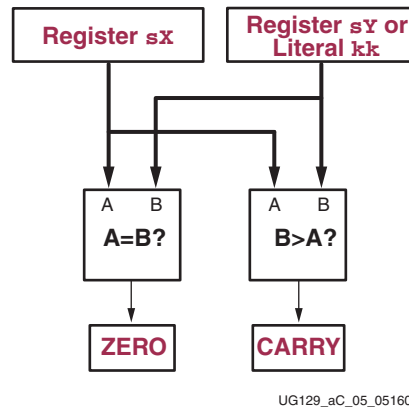 Register sX
Register sY or
Literal kk
A B
A=B?
A B
B>A?
ZERO
CARRY
UG129_aC_05_05160